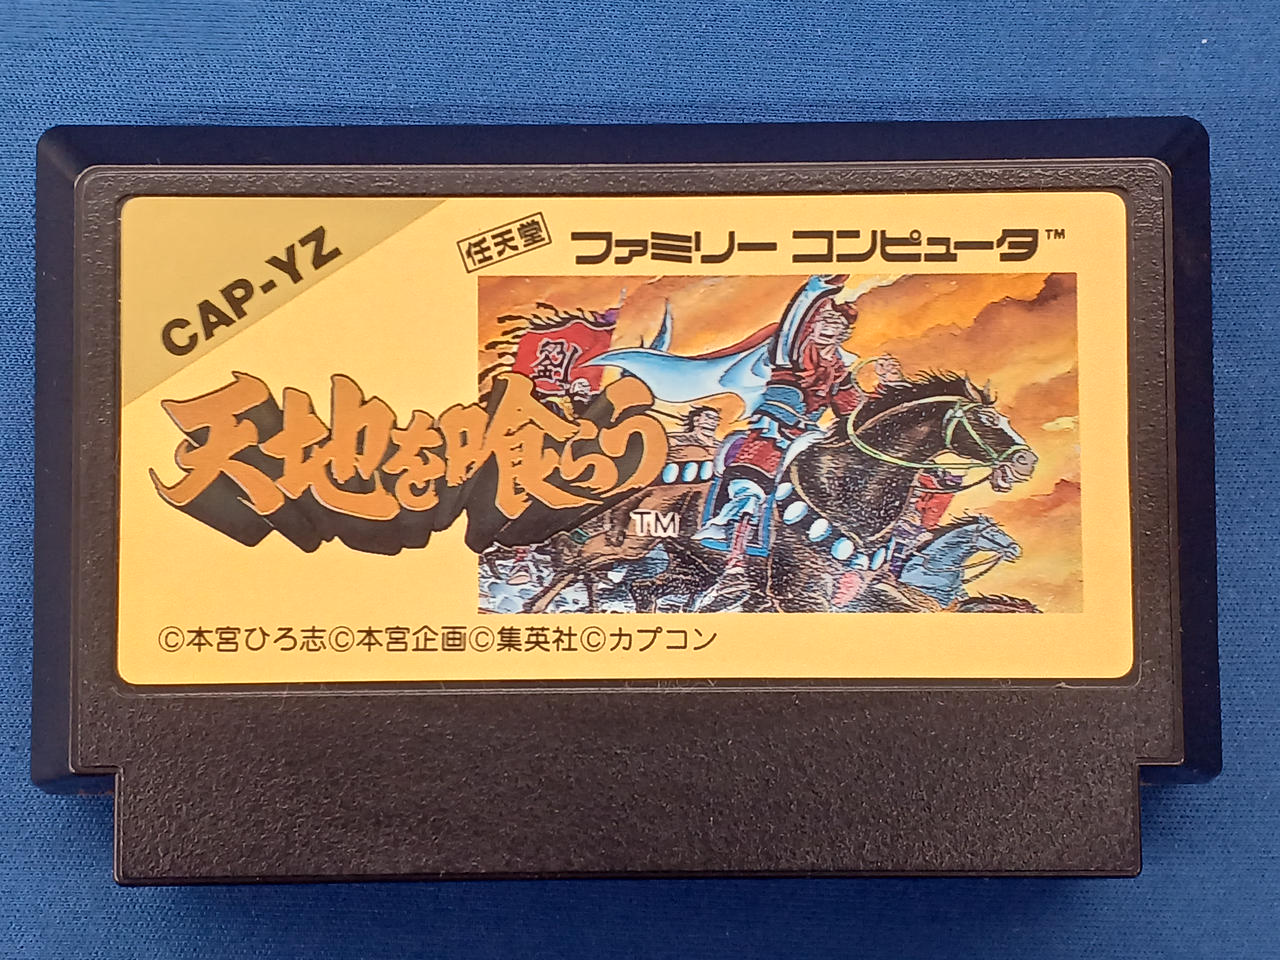 CAP-YZ
任天堂
ファミリー コンピュータ™
劉
天地を喰らう
TM
©本宮ひろ志©本宮企画©集英社©カプコン